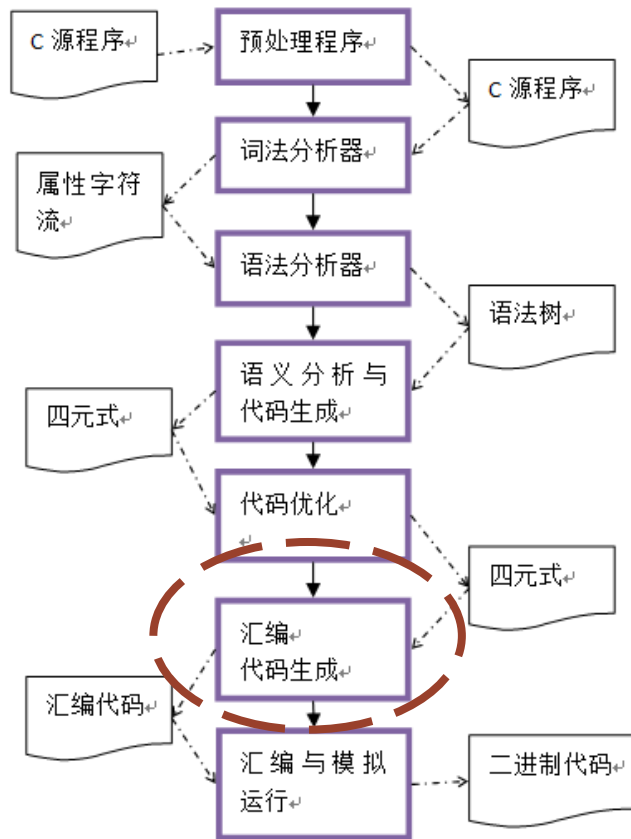 C 源程序
预处理程序
C 源程序
词法分析器
属性字符
流
语法分析器
语法树
语义分析与
代码生成
四元式
代码优化
四元式
汇编
代码生成
汇编代码
汇编与模拟
运行
二进制代码